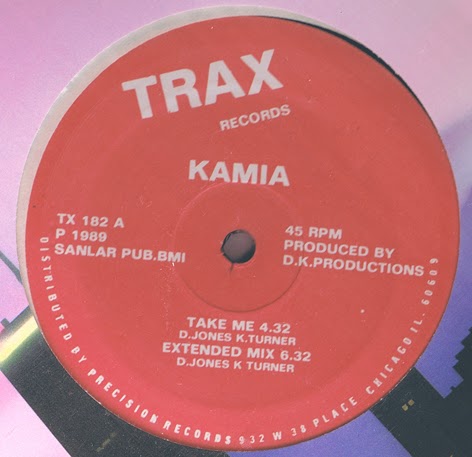 TRAX
RECORDS
KAMIA
TX 182 A
P 1989
SANLAR PUB.BMI
45 RPM
PRODUCED BY
D.K.PRODUCTIONS
TAKE ME 4.32
D.JONES K.TURNER
EXTENDED MIX 6.32
D.JONES K TURNER
DISTRIBUTED BY PRECISION RECORDS 932 W 38 PLACE CHICAGO IL. 60609